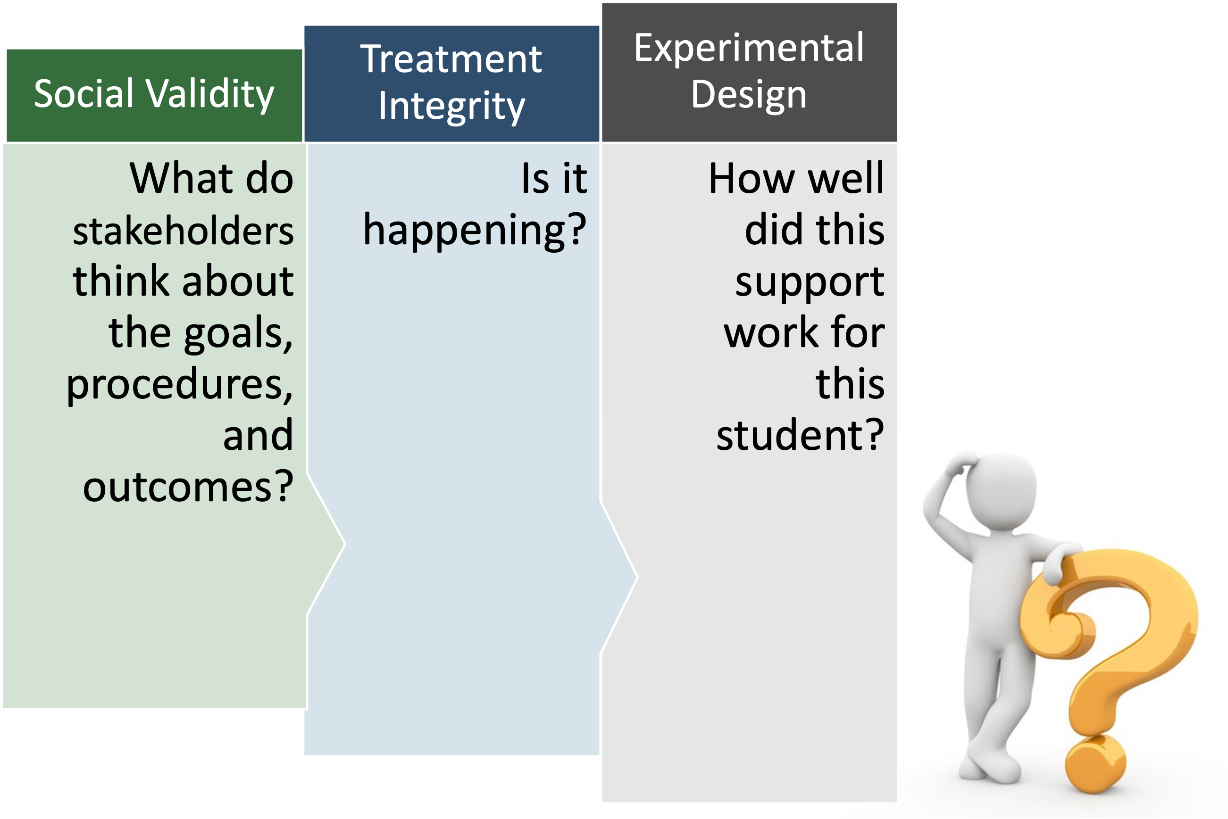 Social Validity
What do
stakeholders
think about
the goals,
procedures,
and
outcomes?
Treatment
Integrity
Is it
happening?
Experimental
Design
How well
did this
support
work for
this
student?